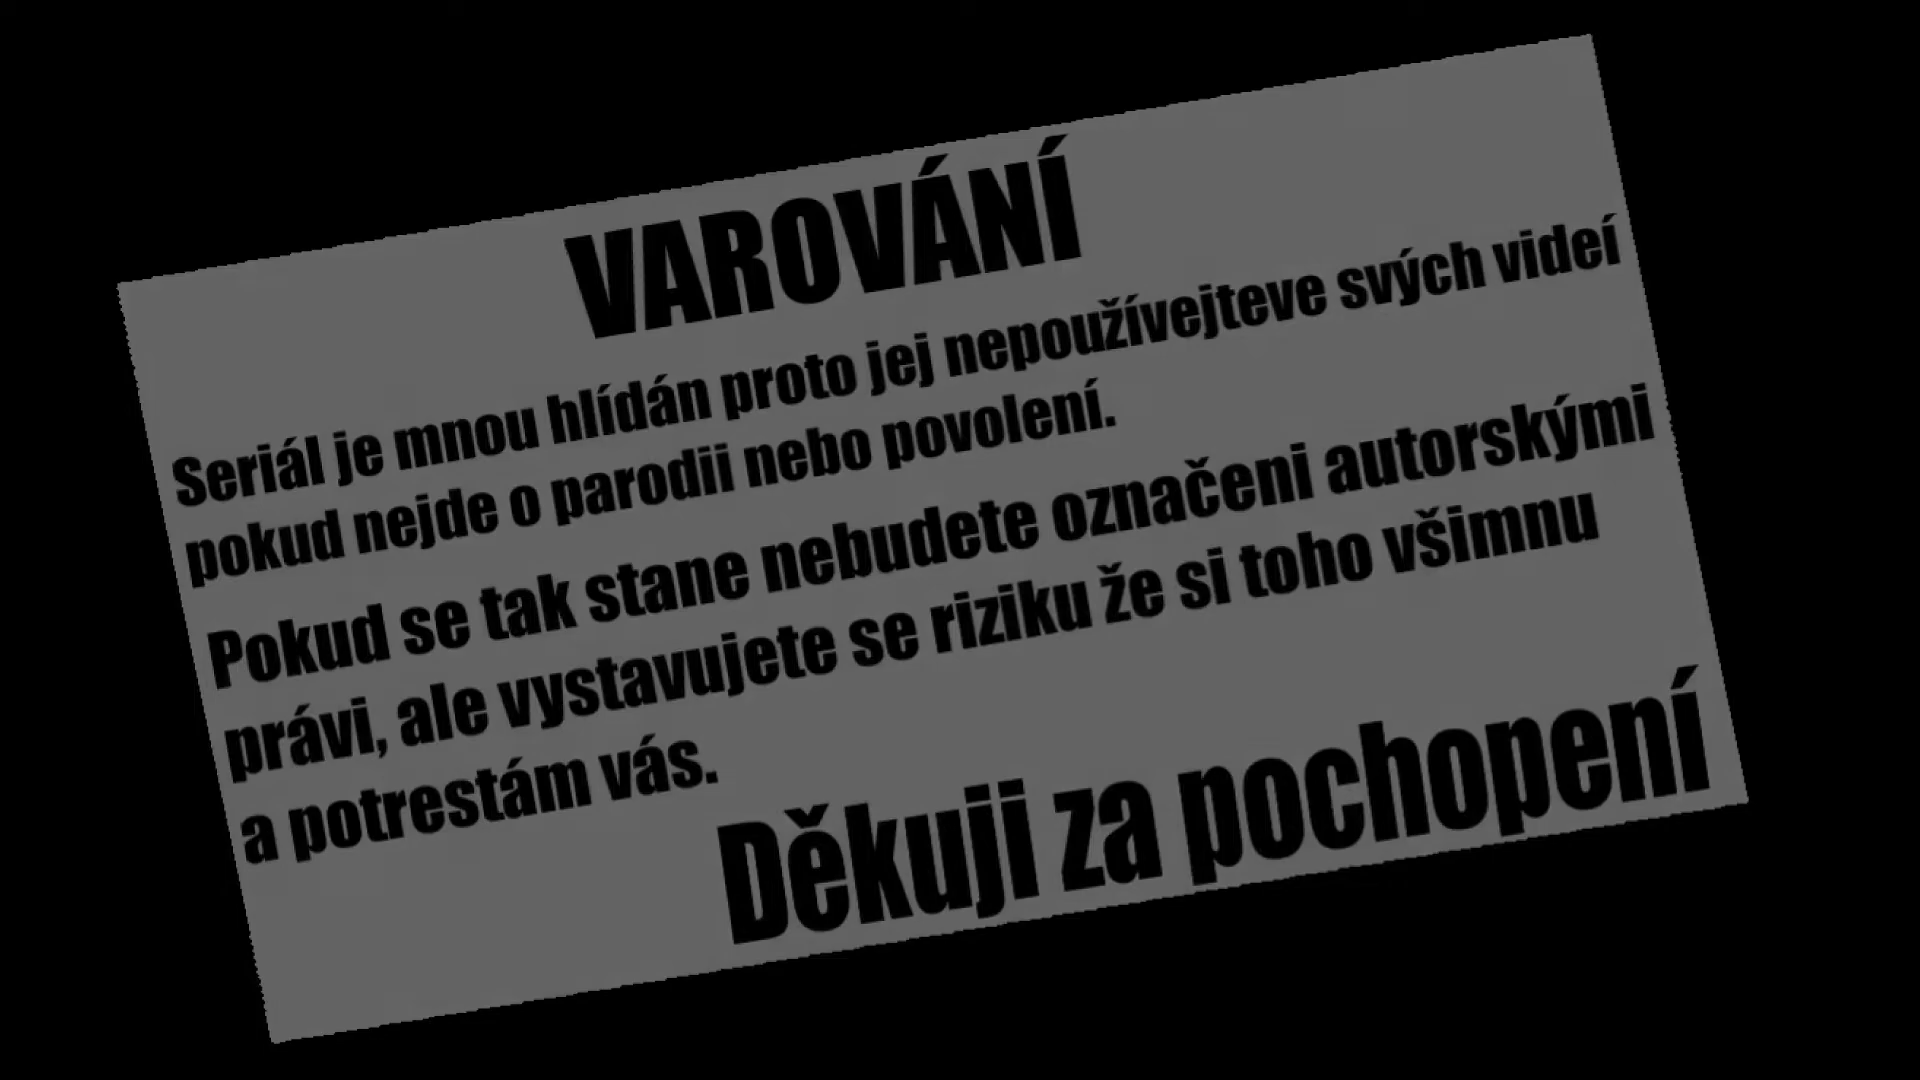 VAROVÁNÍ
Seriál je mnou hlídán proto jej nepoužívejteve svých videí
pokud nejde o parodii nebo povolení.
Pokud se tak stane nebudete označeni autorskými
právi, ale vystavujete se riziku že si toho všimnu
a potrestám vás.
Děkuji za pochopení